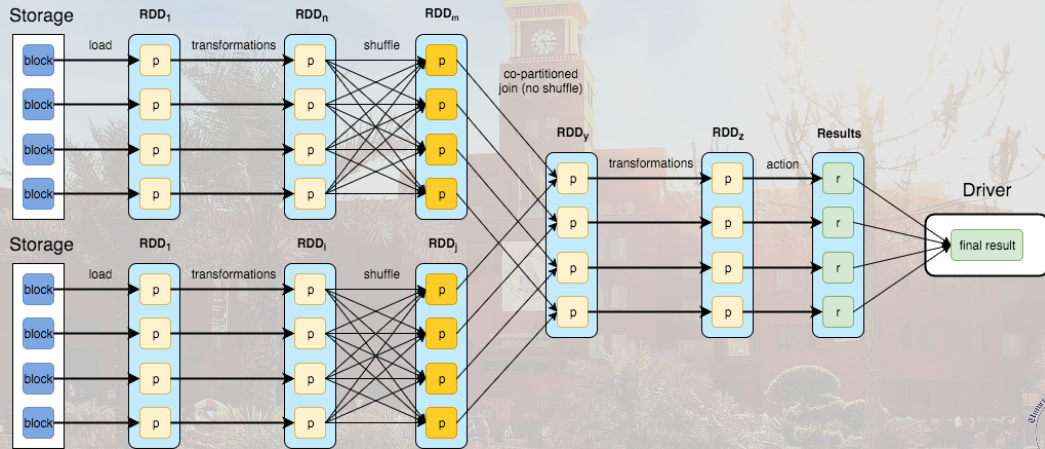 Storage
RDD1
RDDn
RDDm
load
transformations
shuffle
block
p
p
p
block
p
p
p
block
p
p
p
block
p
p
p
co-partitioned
join (no shuffle)
Storage
RDD1
RDDi
RDDj
load
transformations
shuffle
block
p
p
p
block
p
p
p
block
p
p
p
block
p
p
p
RDDy
RDDz
Results
transformations
action
p
p
r
p
p
r
p
p
r
p
p
r
Driver
final result